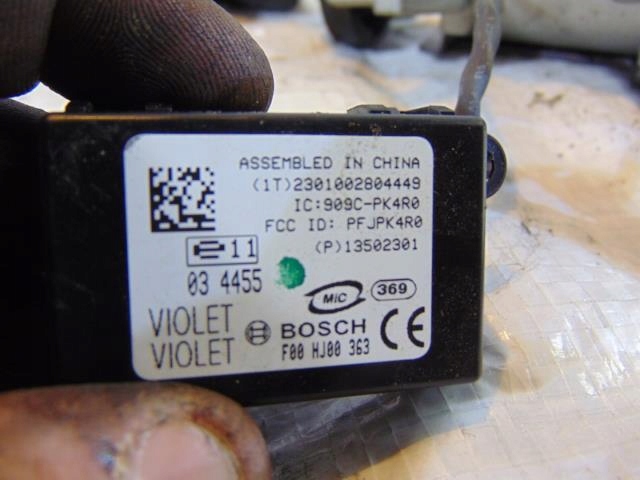 ASSEMBLED IN CHINA
(1T)2301002804449
IC:909C-PK4R0
FCC ID: PFJPK4R0
(P)13502301
e 11
03 4455
MiC
369
VIOLET
VIOLET
BOSCH
F00 HJ00 363
CE